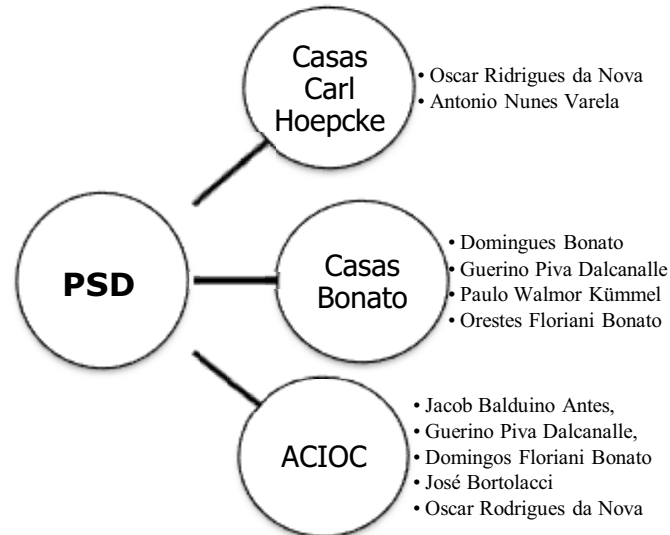 Casas
Carl
Hoepcke
• Oscar Ridrigues da Nova
• Antonio Nunes Varela
PSD
Casas
Bonato
• Domingues Bonato
• Guerino Piva Dalcanalle
• Paulo Walmor Kümmel
• Orestes Floriani Bonato
ACIOC
• Jacob Balduino Antes,
• Guerino Piva Dalcanalle,
• Domingos Floriani Bonato
• José Bortolacci
• Oscar Rodrigues da Nova